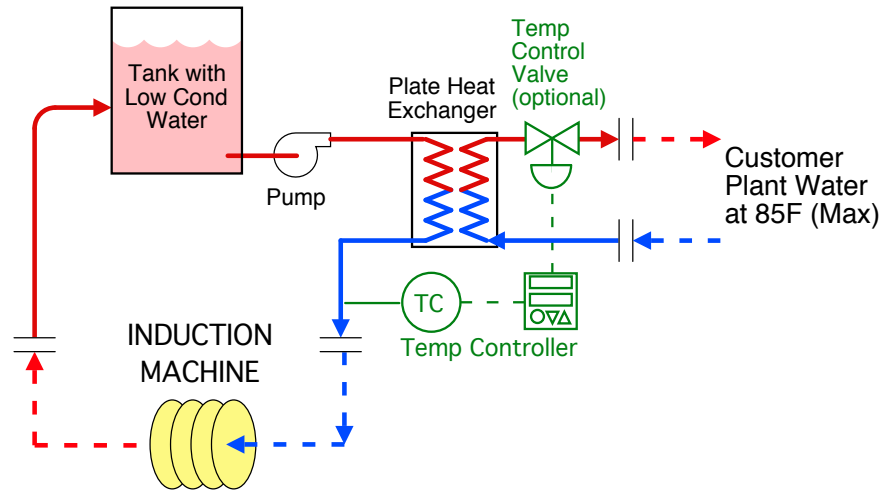 Temp
Control
Valve
(optional)
Tank with
Low Cond
Water
Plate Heat
Exchanger
Pump
Customer
Plant Water
at 85F (Max)
TC
Temp Controller
INDUCTION
MACHINE